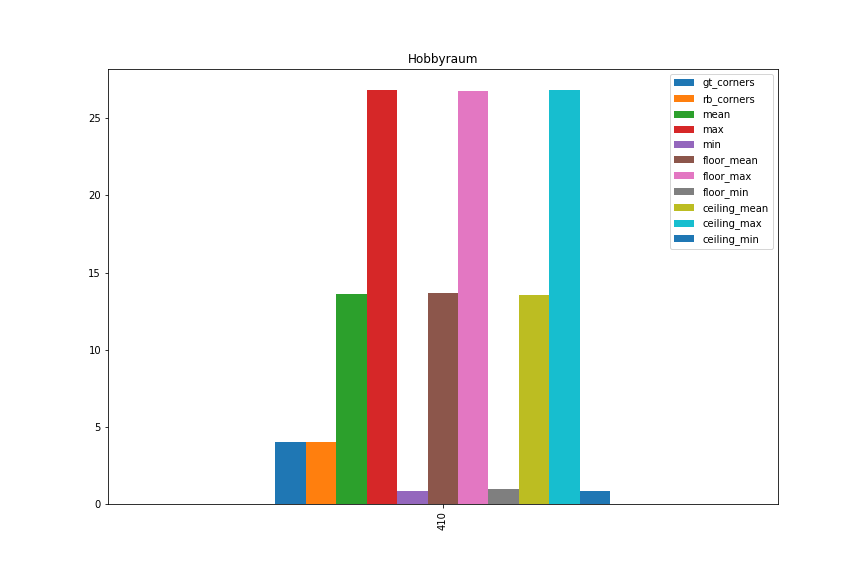 Hobbyraum
gt_corners
rb_corners
mean
max
min
floor_mean
floor_max
floor_min
ceiling_mean
ceiling_max
ceiling_min
25
20
15
10
5
0
410